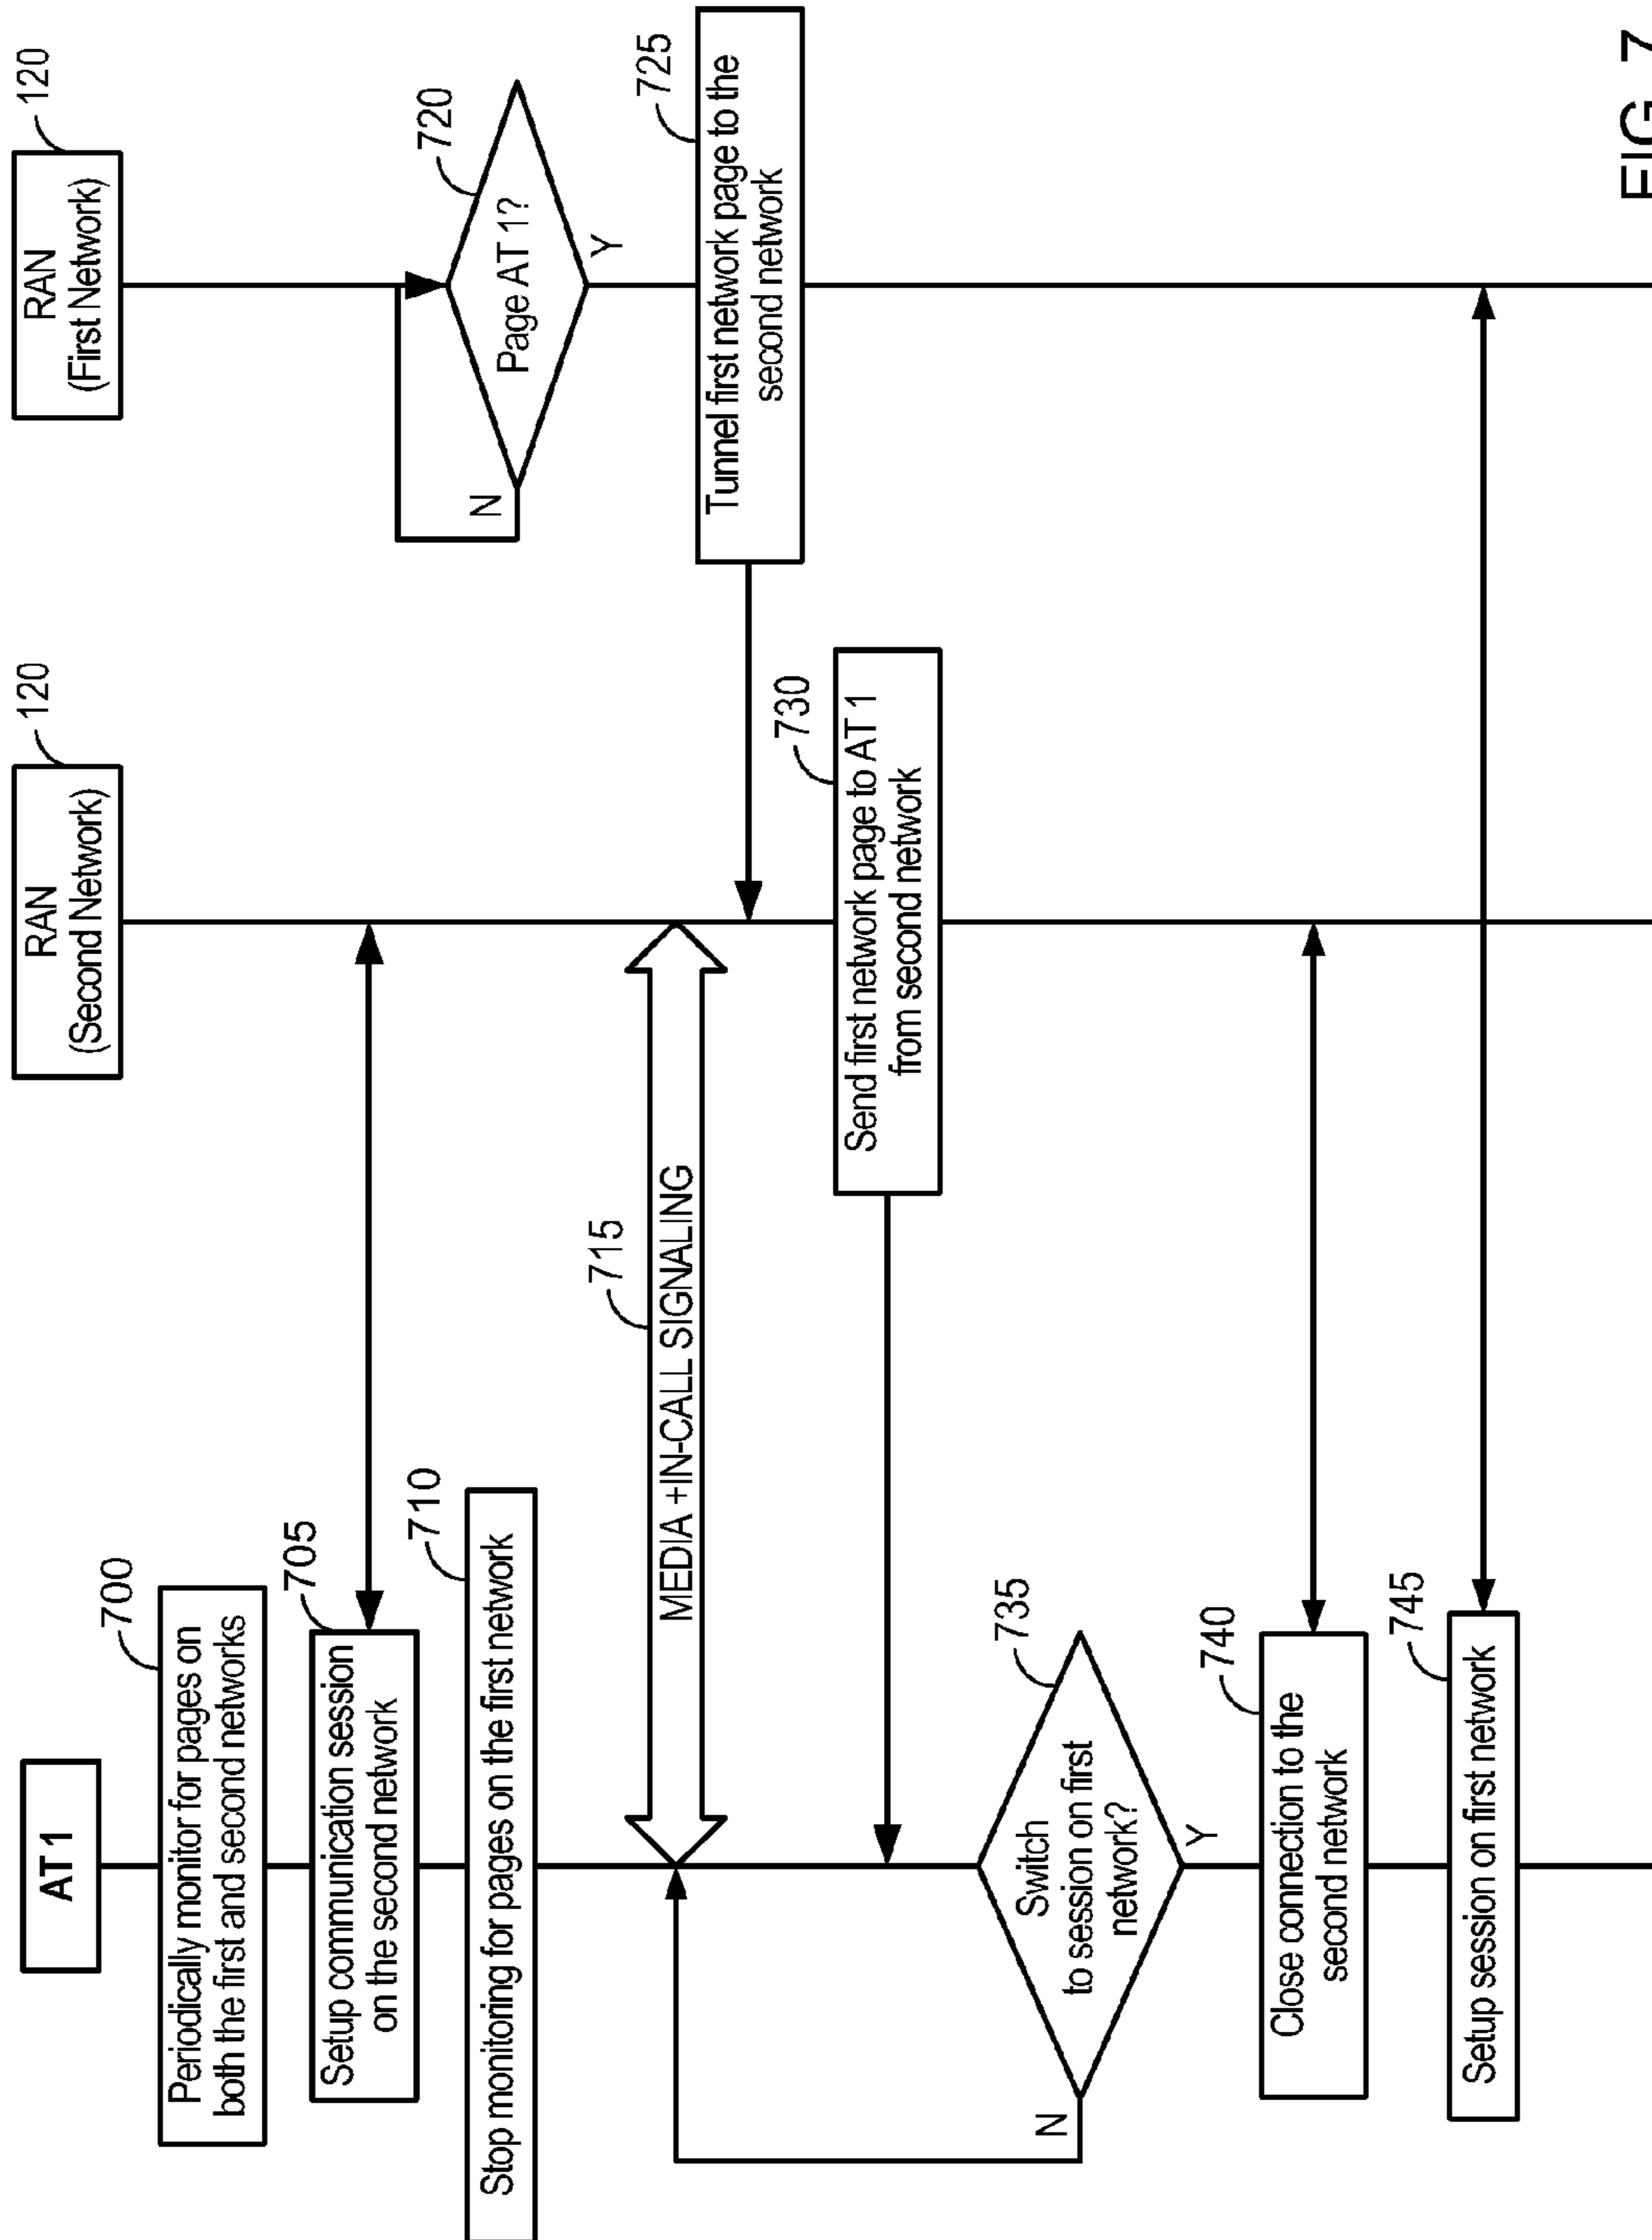 AT 1
RAN
(Second Network)
120
RAN
(First Network)
120
700
Periodically monitor for pages on
both the first and second networks
705
Setup communication session
on the second network
710
Stop monitoring for pages on the first network
715
MEDIA +IN-CALL SIGNALING
720
Page AT 1?
N
Y
725
Tunnel first network page to the
second network
730
Send first network page to AT 1
from second network
735
Switch
to session on first
network?
N
Y
740
Close connection to the
second network
745
Setup session on first network
FIG. 7